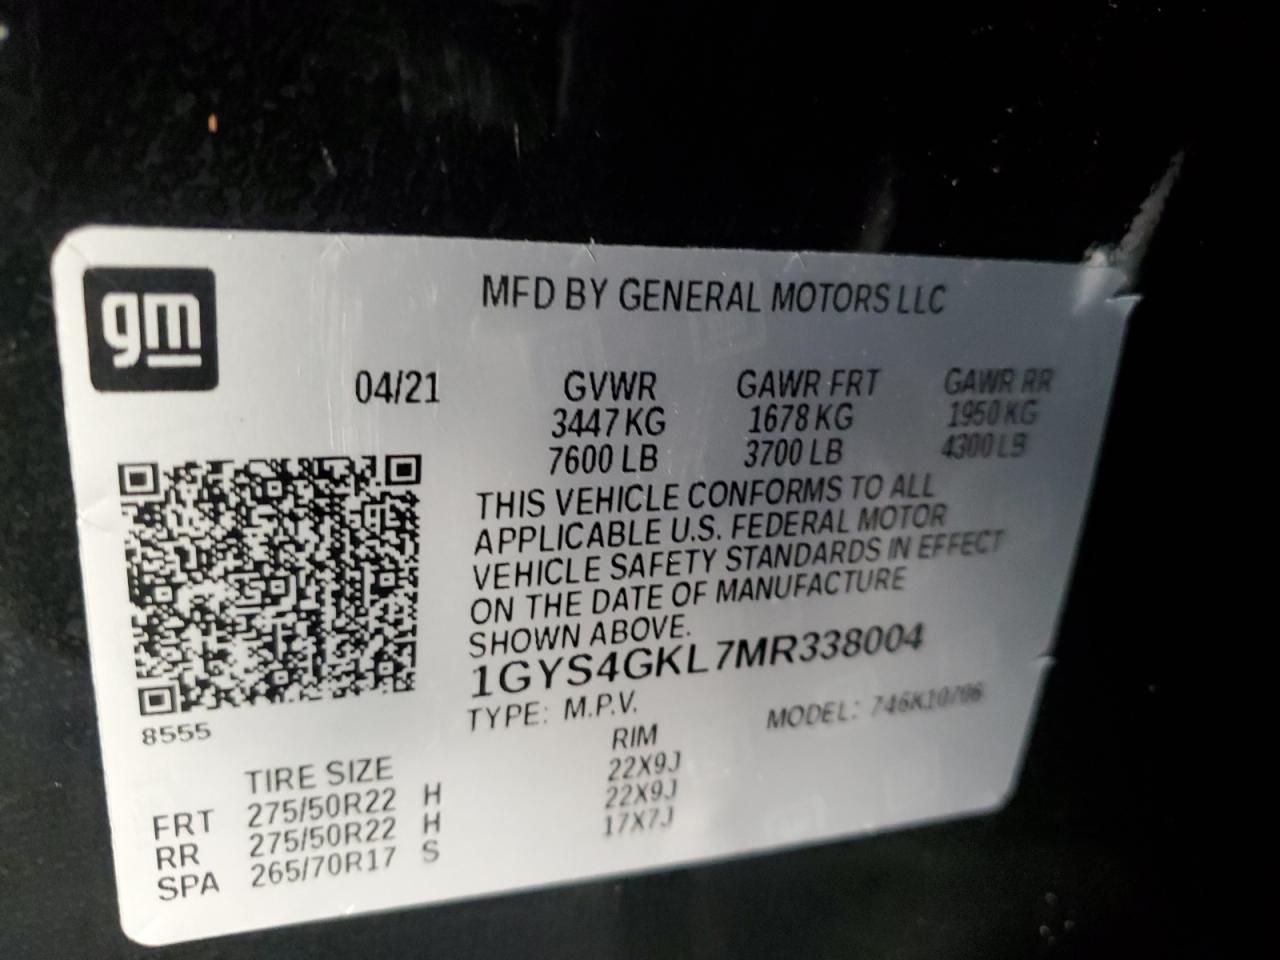 gm
MFD BY GENERAL MOTORS LLC
04/21 GVWR GAWR FRT GAWR RR
3447 KG 1678 KG 1950 KG
7600 LB 3700 LB 4300 LB
THIS VEHICLE CONFORMS TO ALL
APPLICABLE U.S. FEDERAL MOTOR
VEHICLE SAFETY STANDARDS IN EFFECT
ON THE DATE OF MANUFACTURE
SHOWN ABOVE.
1GYS4GKL7MR338004
TYPE: M.P.V. MODEL: 746K10706
8555
TIRE SIZE RIM
FRT 275/50R22 H 22X9J
RR 275/50R22 H 22X9J
SPA 265/70R17 S 17X7J